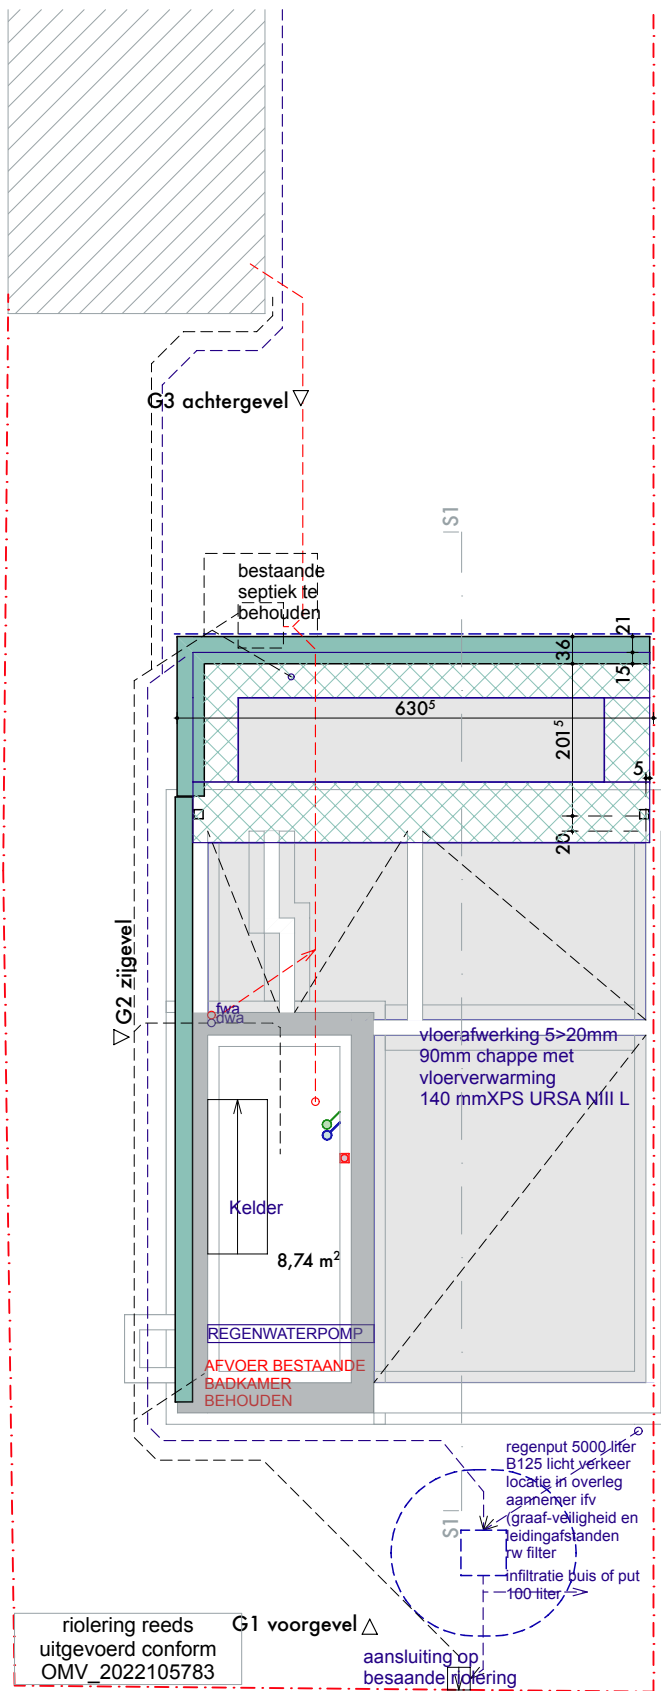 G3 achtergevel
S1
bestaande
septiek te
behouden
21
36
15
630⁵
201⁵
5
20
G2 zijgevel
fwa
dwa
vloerafwerking 5>20mm
90mm chappe met
vloerverwarming
140 mmXPS URSA NIII L
Kelder
8,74 m²
REGENWATERPOMP
AFVOER BESTAANDE
BADKAMER
BEHOUDEN
regenput 5000 liter
B125 licht verkeer
locatie in overleg
aannemer ifv
(graaf-veiligheid en
leidingafstanden
rw filter
S1
infiltratie buis of put
100 liter
G1 voorgevel
riolering reeds
uitgevoerd conform
OMV_2022105783
aansluiting op
besaande riolering